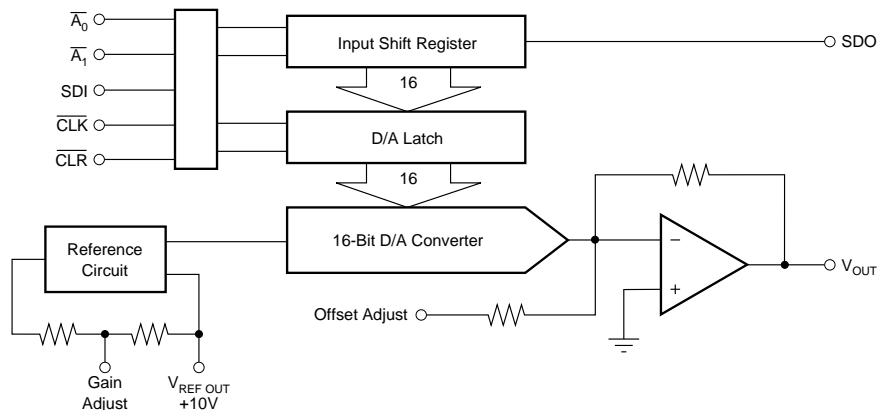 A̅0̅
Input Shift Register
SDO
A̅1̅
SDI
16
C̅L̅K̅
D/A Latch
C̅L̅R̅
16
Reference
Circuit
16-Bit D/A Converter
−
+
VOUT
Offset Adjust
Gain
Adjust
VREF OUT
+10V